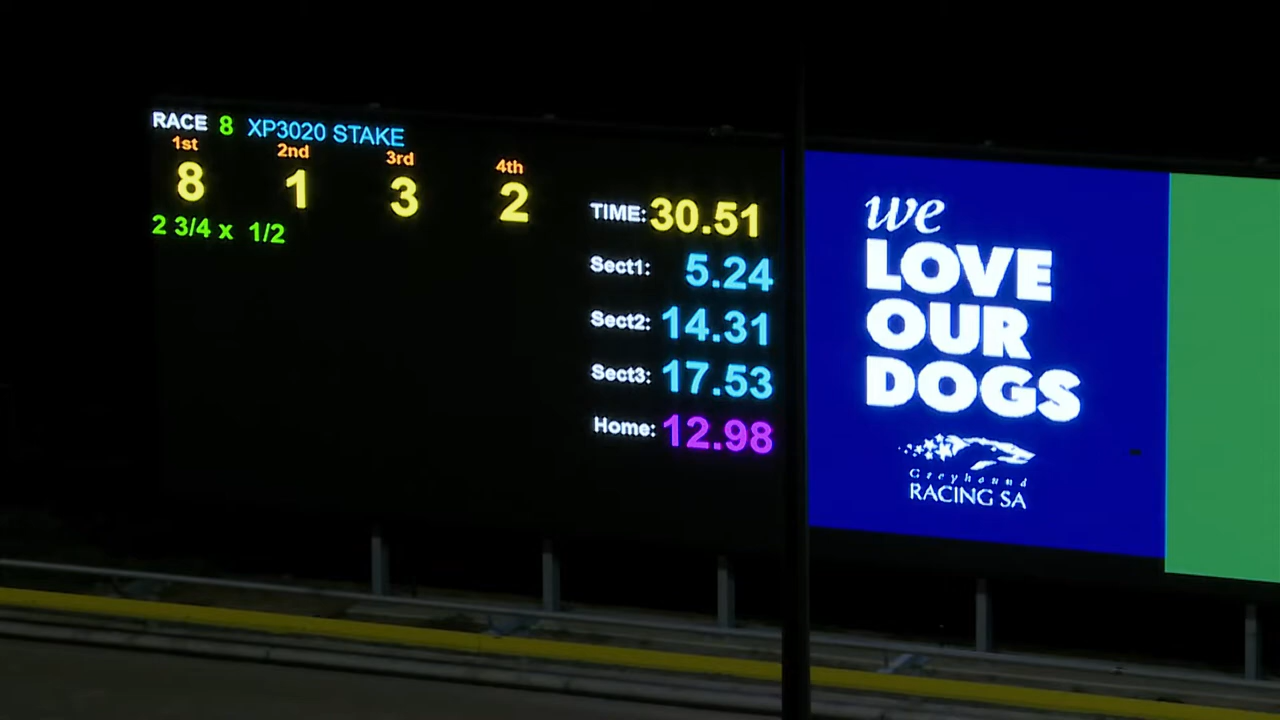 RACE 8 XP3020 STAKE
1st 2nd 3rd 4th
8 1 3 2
2 3/4 x 1/2
TIME: 30.51
Sect1: 5.24
Sect2: 14.31
Sect3: 17.53
Home: 12.98
we
LOVE
OUR
DOGS
Greyhound
RACING SA